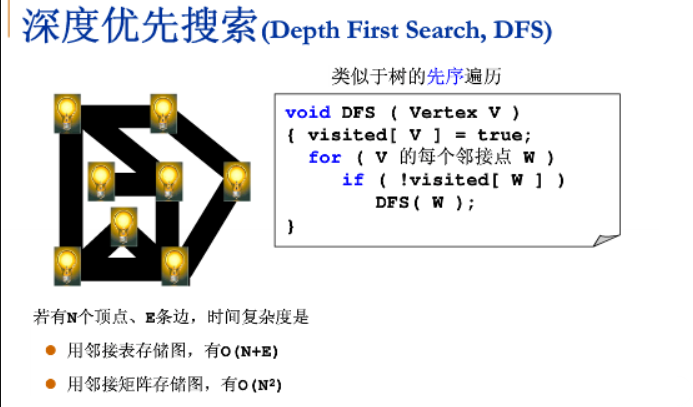 深度优先搜索(Depth First Search, DFS)
类似于树的先序遍历
void DFS ( Vertex V )
{ visited[ V ] = true;
for ( V 的每个邻接点 W )
if ( !visited[ W ] )
DFS( W );
}
若有N个顶点、E条边，时间复杂度是
● 用邻接表存储图，有O(N+E)
● 用邻接矩阵存储图，有O(N²)